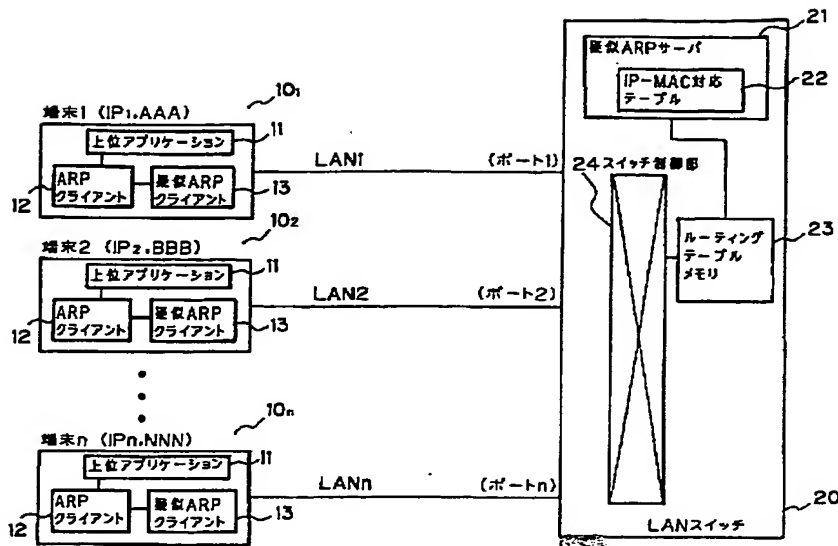 21
疑似ARPサーバ
IP-MAC対応
テーブル
22
10₁
端末1 (IP₁,AAA)
11
上位アプリケーション
ARP
クライアント
疑似ARP
クライアント
12
13
LAN1
(ポート1)
24
スイッチ制御部
10₂
端末2 (IP₂,BBB)
11
上位アプリケーション
ARP
クライアント
疑似ARP
クライアント
12
13
LAN2
(ポート2)
ルーティング
テーブル
メモリ
23
10n
端末n (IPn,NNN)
11
上位アプリケーション
ARP
クライアント
疑似ARP
クライアント
12
13
LANn
(ポートn)
20
LANスイッチ